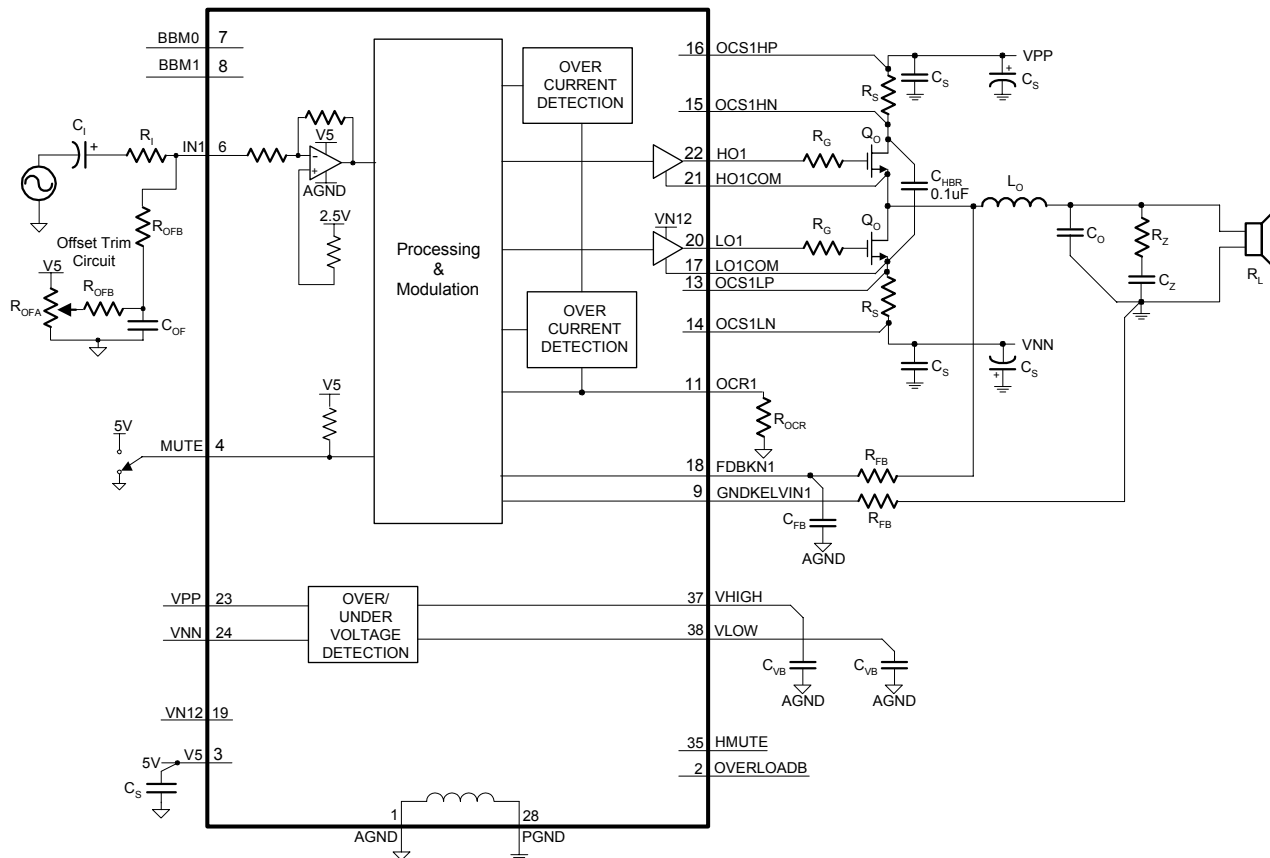 BBM0 7
BBM1 8
C_I
+
R_I
IN1 6
R_OFB
Offset Trim
Circuit
V5
R_OFA
R_OFB
C_OF
V5
-
+
AGND
2.5V
Processing
&
Modulation
OVER
CURRENT
DETECTION
OVER
CURRENT
DETECTION
5V
MUTE 4
V5
16 OCS1HP
VPP
C_S
+
C_S
R_S
15 OCS1HN
Q_O
22 HO1
R_G
21 HO1COM
C_HBR
0.1uF
VN12
20 LO1
R_G
Q_O
17 LO1COM
13 OCS1LP
R_S
14 OCS1LN
VNN
C_S
+
C_S
L_O
C_O
R_Z
C_Z
R_L
11 OCR1
R_OCR
18 FDBKN1
R_FB
9 GNDKELVIN1
R_FB
C_FB
AGND
VPP 23
VNN 24
OVER/
UNDER
VOLTAGE
DETECTION
37 VHIGH
38 VLOW
C_VB
AGND
C_VB
AGND
VN12 19
5V
V5 3
C_S
35 HMUTE
2 OVERLOADB
1
AGND
28
PGND